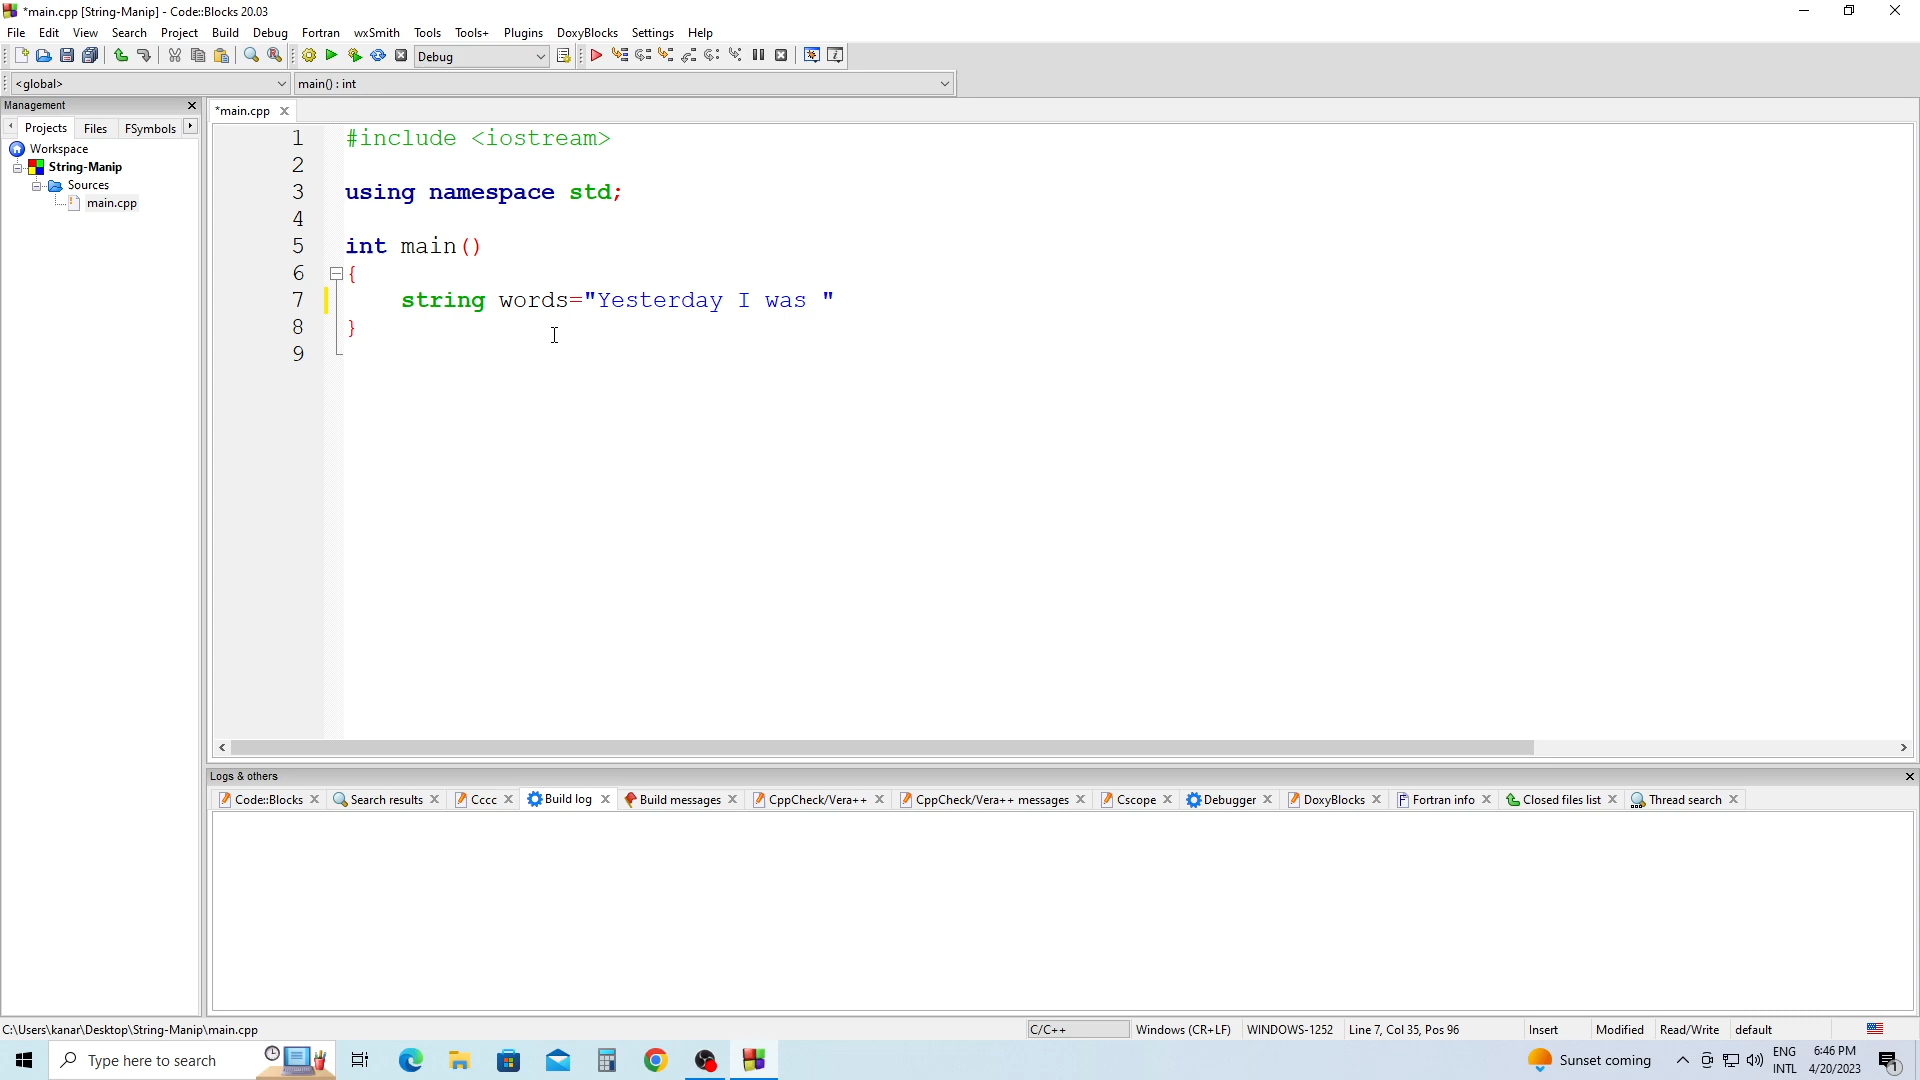 *main.cpp [String-Manip] - Code::Blocks 20.03
File Edit View Search Project Build Debug Fortran wxSmith Tools Tools+ Plugins DoxyBlocks Settings Help
Debug
<global> main() : int
Management
Projects Files FSymbols
*main.cpp
Workspace
String-Manip
Sources
main.cpp
1 #include <iostream>
2
3 using namespace std;
4
5 int main()
6 {
7 string words="Yesterday I was "
8 }
9
Logs & others
Code::Blocks Search results Cccc Build log Build messages CppCheck/Vera++ CppCheck/Vera++ messages Cscope Debugger DoxyBlocks Fortran info Closed files list Thread search
C:\Users\kanar\Desktop\String-Manip\main.cpp C/C++ Windows (CR+LF) WINDOWS-1252 Line 7, Col 35, Pos 96 Insert Modified Read/Write default
Type here to search Sunset coming ENG INTL 6:46 PM 4/20/2023 1